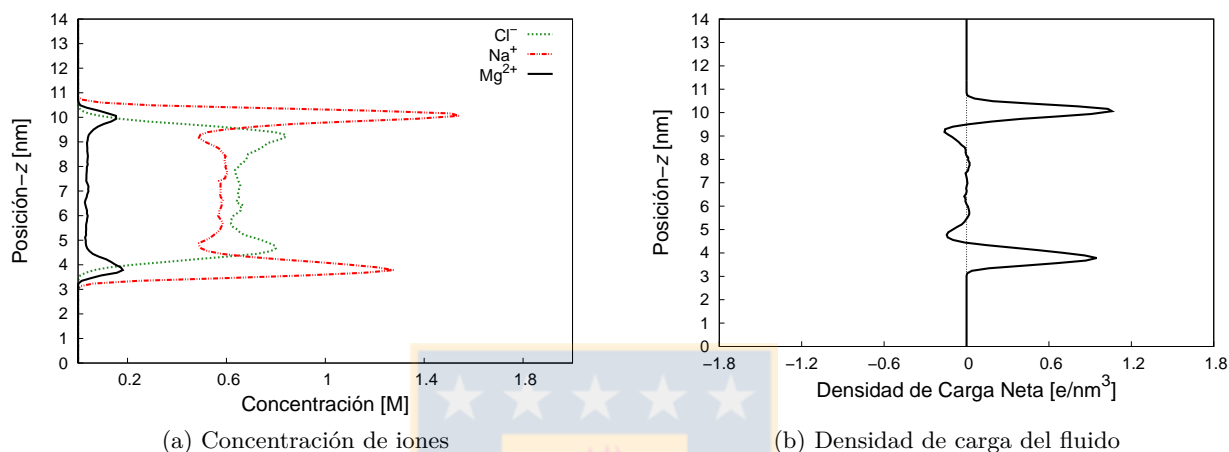 14
13
12
11
10
9
8
7
6
5
4
3
2
1
0
Posición-z [nm]
Cl⁻
Na⁺
Mg²⁺
0.2 0.6 1 1.4 1.8
Concentración [M]
(a) Concentración de iones
14
13
12
11
10
9
8
7
6
5
4
3
2
1
0
Posición-z [nm]
−1.8 −1.2 −0.6 0 0.6 1.2 1.8
Densidad de Carga Neta [e/nm³]
(b) Densidad de carga del fluido